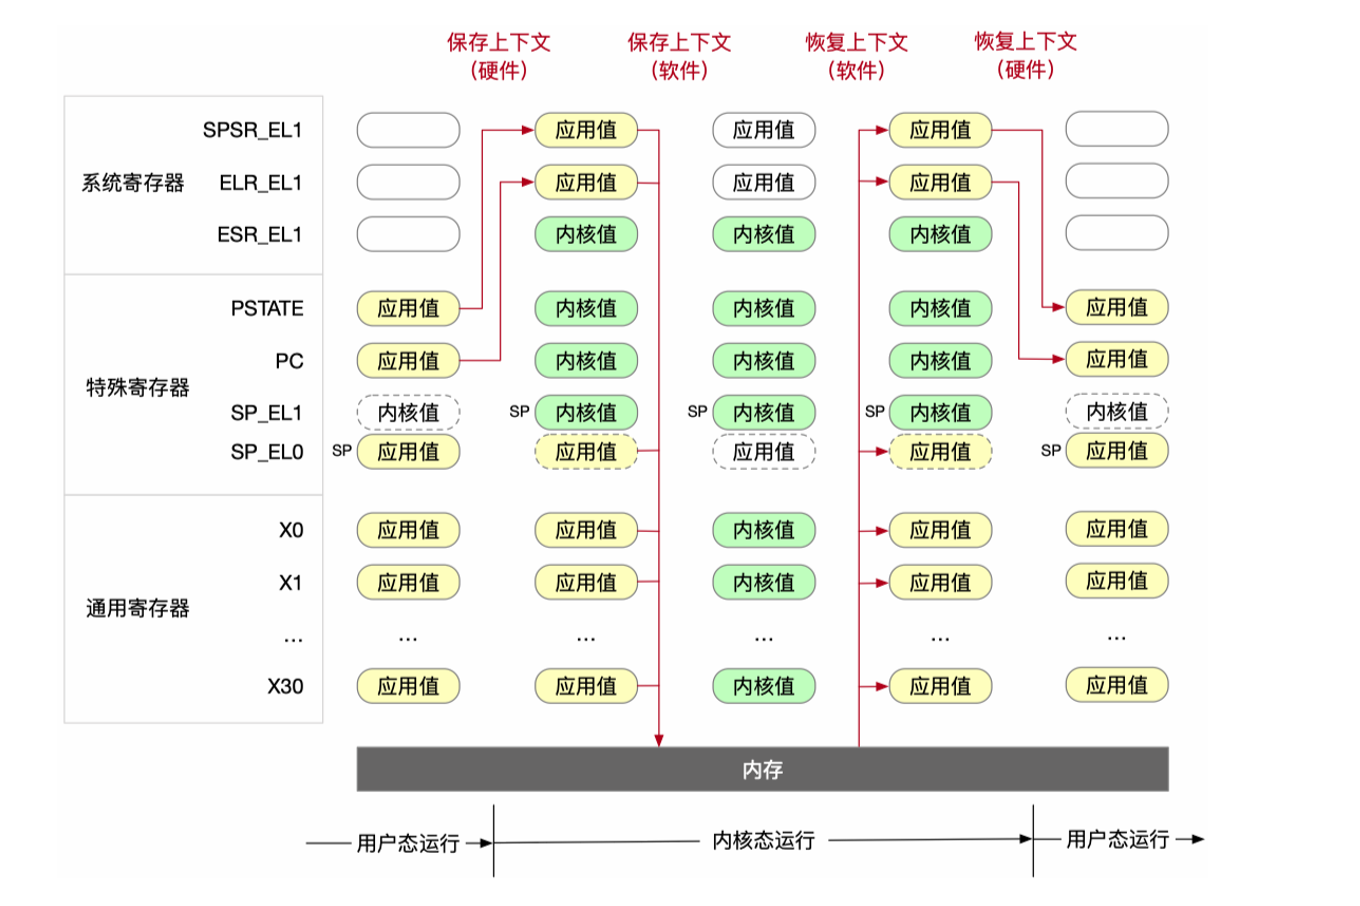 保存上下文 保存上下文 恢复上下文 恢复上下文
(硬件) (软件) (软件) (硬件)
SPSR_EL1 应用值 应用值 应用值
系统寄存器 ELR_EL1 应用值 应用值 应用值
ESR_EL1 内核值 内核值 内核值
PSTATE 应用值 内核值 内核值 内核值 应用值
PC 应用值 内核值 内核值 内核值 应用值
特殊寄存器
SP_EL1 内核值 SP 内核值 SP 内核值 SP 内核值 内核值
SP_EL0 SP 应用值 应用值 应用值 应用值 SP 应用值
X0 应用值 应用值 内核值 应用值 应用值
X1 应用值 应用值 内核值 应用值 应用值
通用寄存器
... ... ... ... ... ...
X30 应用值 应用值 内核值 应用值 应用值
内存
用户态运行 内核态运行 用户态运行